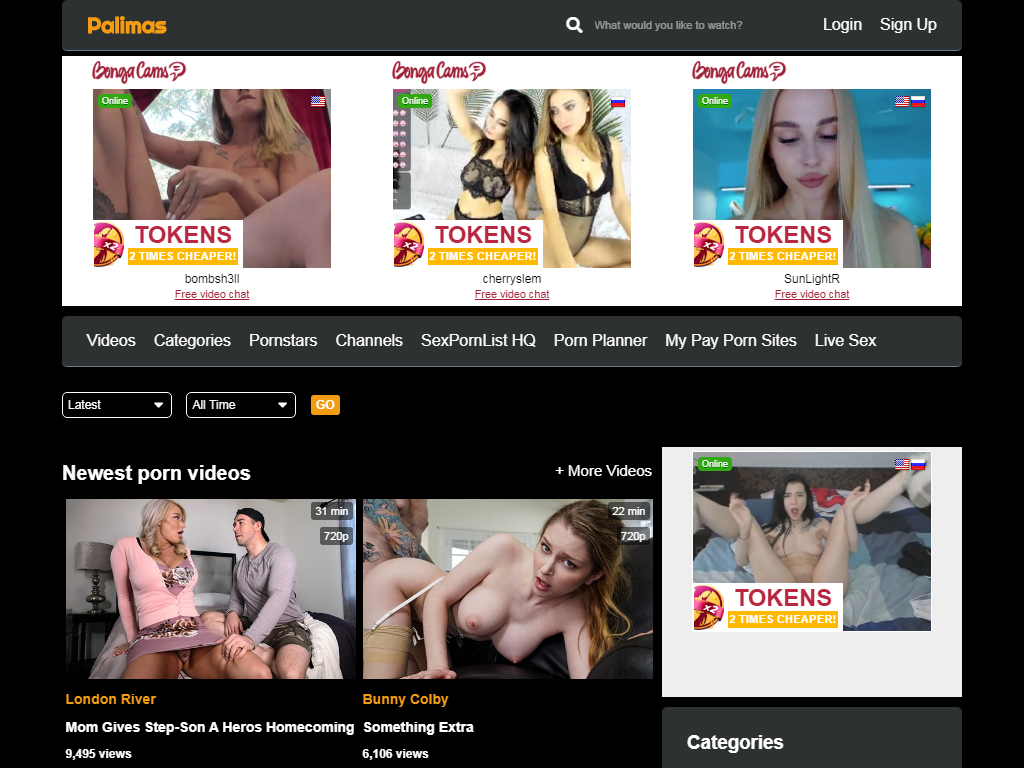 Palimas
What would you like to watch?
Login
Sign Up
BongaCams
BongaCams
BongaCams
Online
Online
Online
x2
TOKENS
2 TIMES CHEAPER!
x2
TOKENS
2 TIMES CHEAPER!
x2
TOKENS
2 TIMES CHEAPER!
bombsh3ll
cherryslem
SunLightR
Free video chat
Free video chat
Free video chat
Videos
Categories
Pornstars
Channels
SexPornList HQ
Porn Planner
My Pay Porn Sites
Live Sex
Latest
All Time
GO
Newest porn videos
+ More Videos
31 min
720p
22 min
720p
London River
Mom Gives Step-Son A Heros Homecoming
9,495 views
Bunny Colby
Something Extra
6,106 views
Online
x2
TOKENS
2 TIMES CHEAPER!
Categories